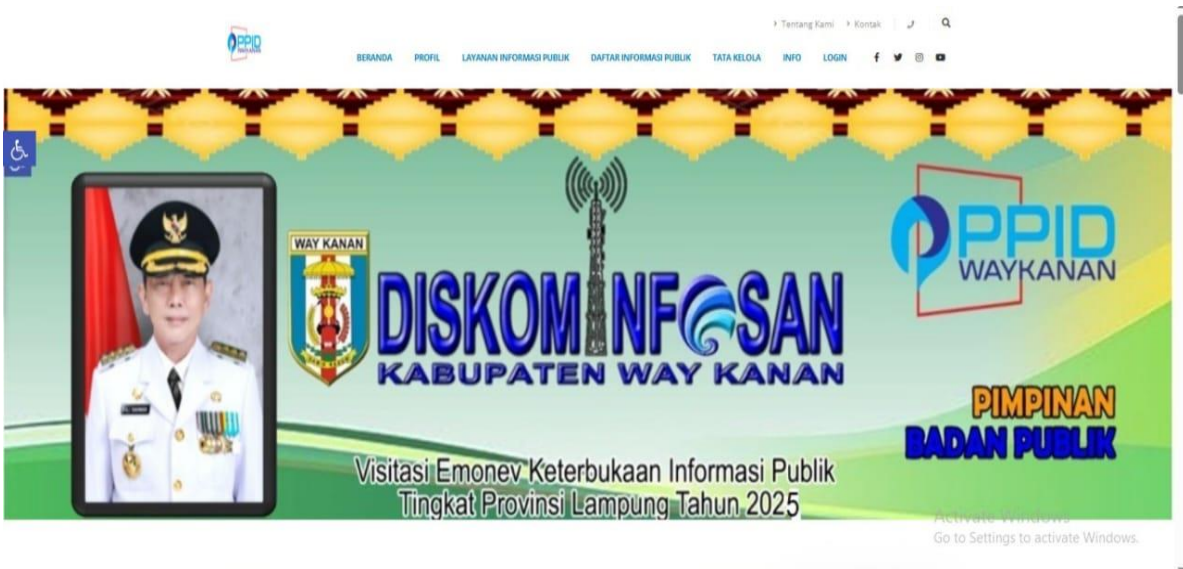 Tentang Kami
Kontak
PPID
BERANDA PROFIL LAYANAN INFORMASI PUBLIK DAFTAR INFORMASI PUBLIK TATA KELOLA INFO LOGIN
WAY KANAN
DISKOMINFOSAN
KABUPATEN WAY KANAN
PPID
WAYKANAN
PIMPINAN
BADAN PUBLIK
Visitasi Emonev Keterbukaan Informasi Publik
Tingkat Provinsi Lampung Tahun 2025
Activate Windows
Go to Settings to activate Windows.